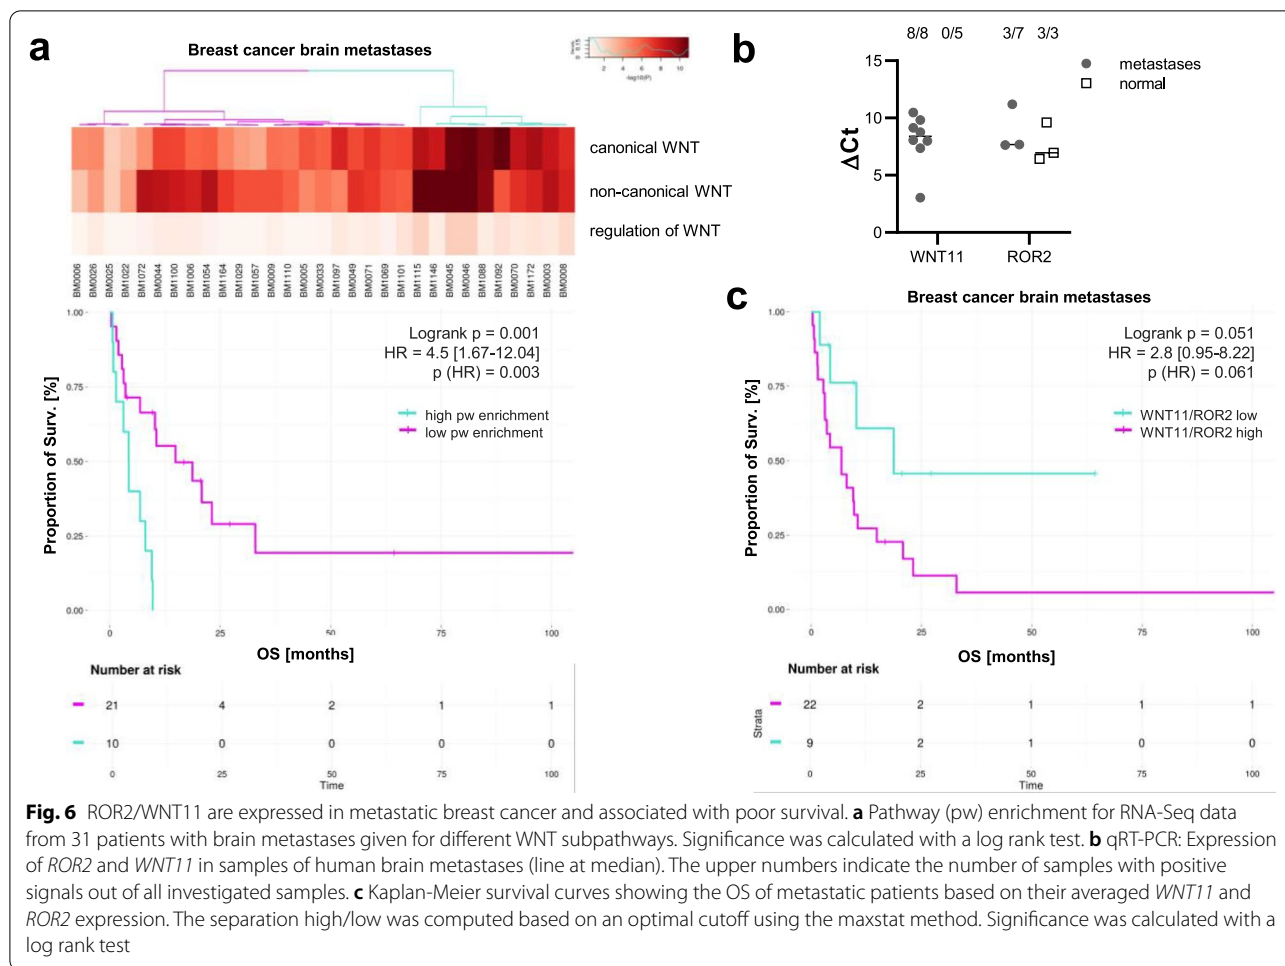 a
Breast cancer brain metastases
0.15
2 6 10
-log10(P)
canonical WNT
non-canonical WNT
regulation of WNT
BM0006 BM0026 BM0025 BM1022 BM1072 BM0044 BM1100 BM1006 BM1054 BM1164 BM1029 BM1057 BM0009 BM1110 BM0005 BM0033 BM1097 BM0049 BM0071 BM1069 BM1101 BM1115 BM1146 BM0045 BM0046 BM1088 BM1092 BM0070 BM1172 BM0003 BM0008
1.00
0.75
0.50
0.25
0.00
Proportion of Surv. [%]
Logrank p = 0.001
HR = 4.5 [1.67-12.04]
p (HR) = 0.003
high pw enrichment
low pw enrichment
0 25 50 75 100
OS [months]
Number at risk
21 4 2 1 1
10 0 0 0 0
0 25 50 75 100
Time
b
8/8 0/5 3/7 3/3
metastases
normal
15
10
5
0
ΔCt
WNT11 ROR2
c
Breast cancer brain metastases
1.00
0.75
0.50
0.25
0.00
Proportion of Surv. [%]
Logrank p = 0.051
HR = 2.8 [0.95-8.22]
p (HR) = 0.061
WNT11/ROR2 low
WNT11/ROR2 high
0 25 50 75 100
OS [months]
Number at risk
Strata
22 2 1 1 1
9 2 1 0 0
0 25 50 75 100
Time
Fig. 6 ROR2/WNT11 are expressed in metastatic breast cancer and associated with poor survival. a Pathway (pw) enrichment for RNA-Seq data
from 31 patients with brain metastases given for different WNT subpathways. Significance was calculated with a log rank test. b qRT-PCR: Expression
of ROR2 and WNT11 in samples of human brain metastases (line at median). The upper numbers indicate the number of samples with positive
signals out of all investigated samples. c Kaplan-Meier survival curves showing the OS of metastatic patients based on their averaged WNT11 and
ROR2 expression. The separation high/low was computed based on an optimal cutoff using the maxstat method. Significance was calculated with a
log rank test